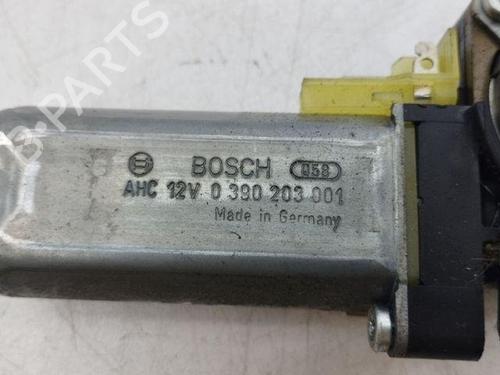 B-PARTS
BOSCH 058
AHC 12V 0 390 203 001
Made in Germany